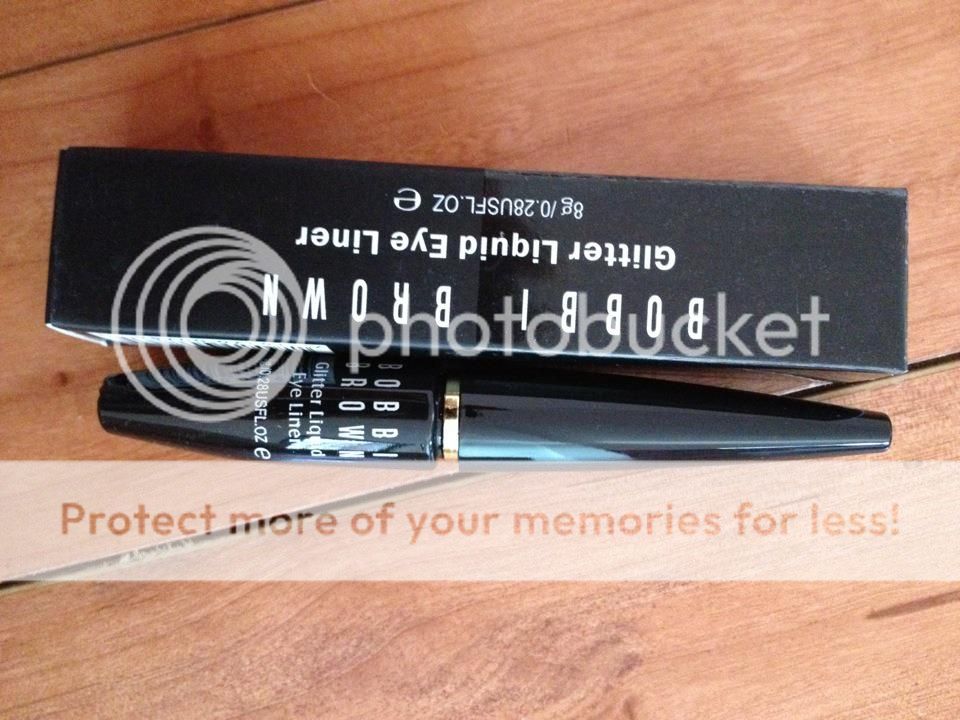 BOBBI BROWN
Glitter Liquid Eye Liner
8g/0.28USFL.OZ e
BOBBI
BROWN
Glitter Liquid
Eye Liner
/0.28USFL.OZ e
photobucket
Protect more of your memories for less!